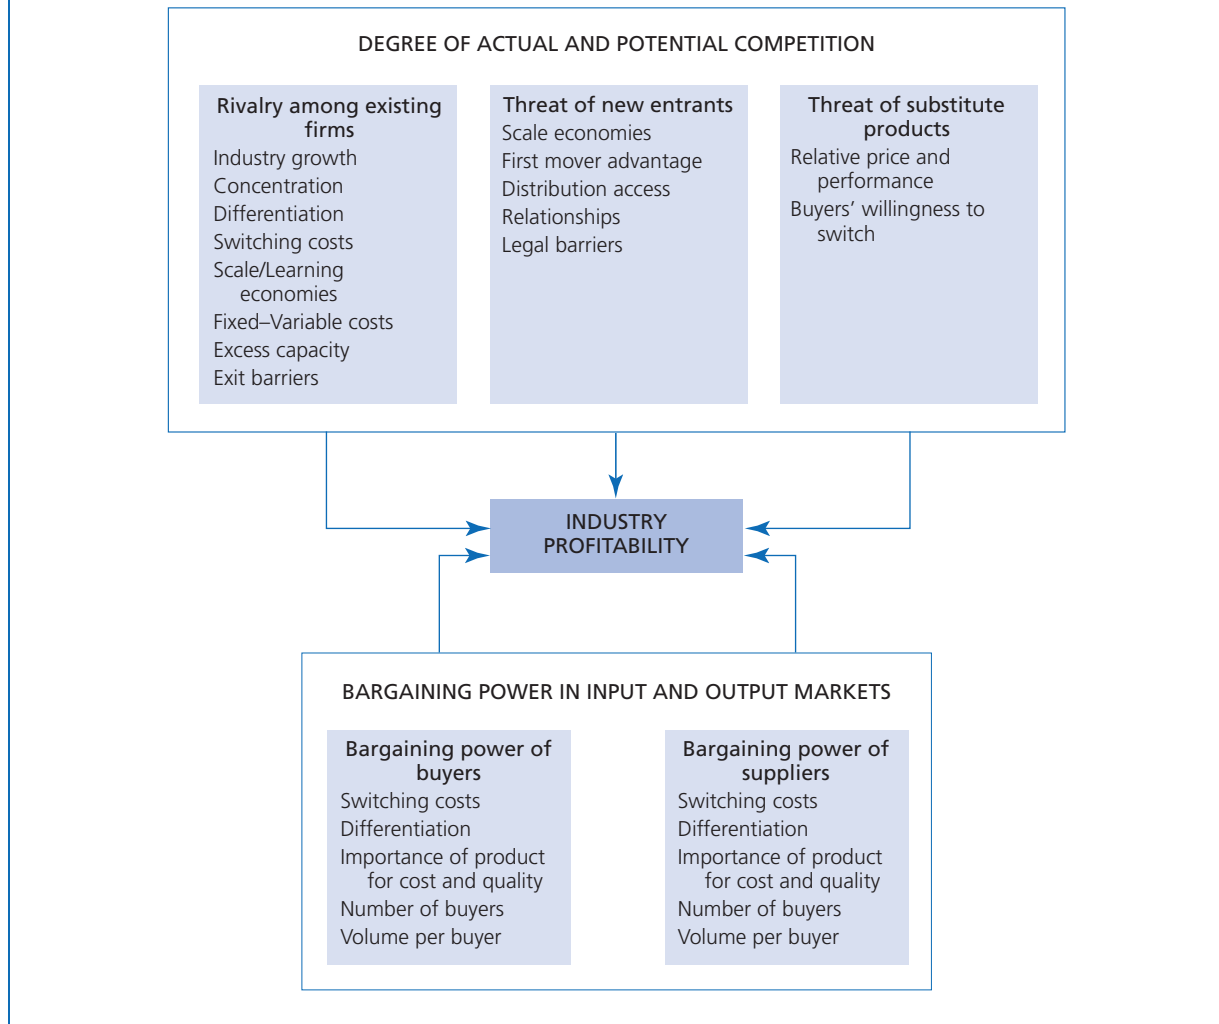 DEGREE OF ACTUAL AND POTENTIAL COMPETITION
Rivalry among existing
firms
Industry growth
Concentration
Differentiation
Switching costs
Scale/Learning
economies
Fixed–Variable costs
Excess capacity
Exit barriers
Threat of new entrants
Scale economies
First mover advantage
Distribution access
Relationships
Legal barriers
Threat of substitute
products
Relative price and
performance
Buyers’ willingness to
switch
INDUSTRY
PROFITABILITY
BARGAINING POWER IN INPUT AND OUTPUT MARKETS
Bargaining power of
buyers
Switching costs
Differentiation
Importance of product
for cost and quality
Number of buyers
Volume per buyer
Bargaining power of
suppliers
Switching costs
Differentiation
Importance of product
for cost and quality
Number of buyers
Volume per buyer